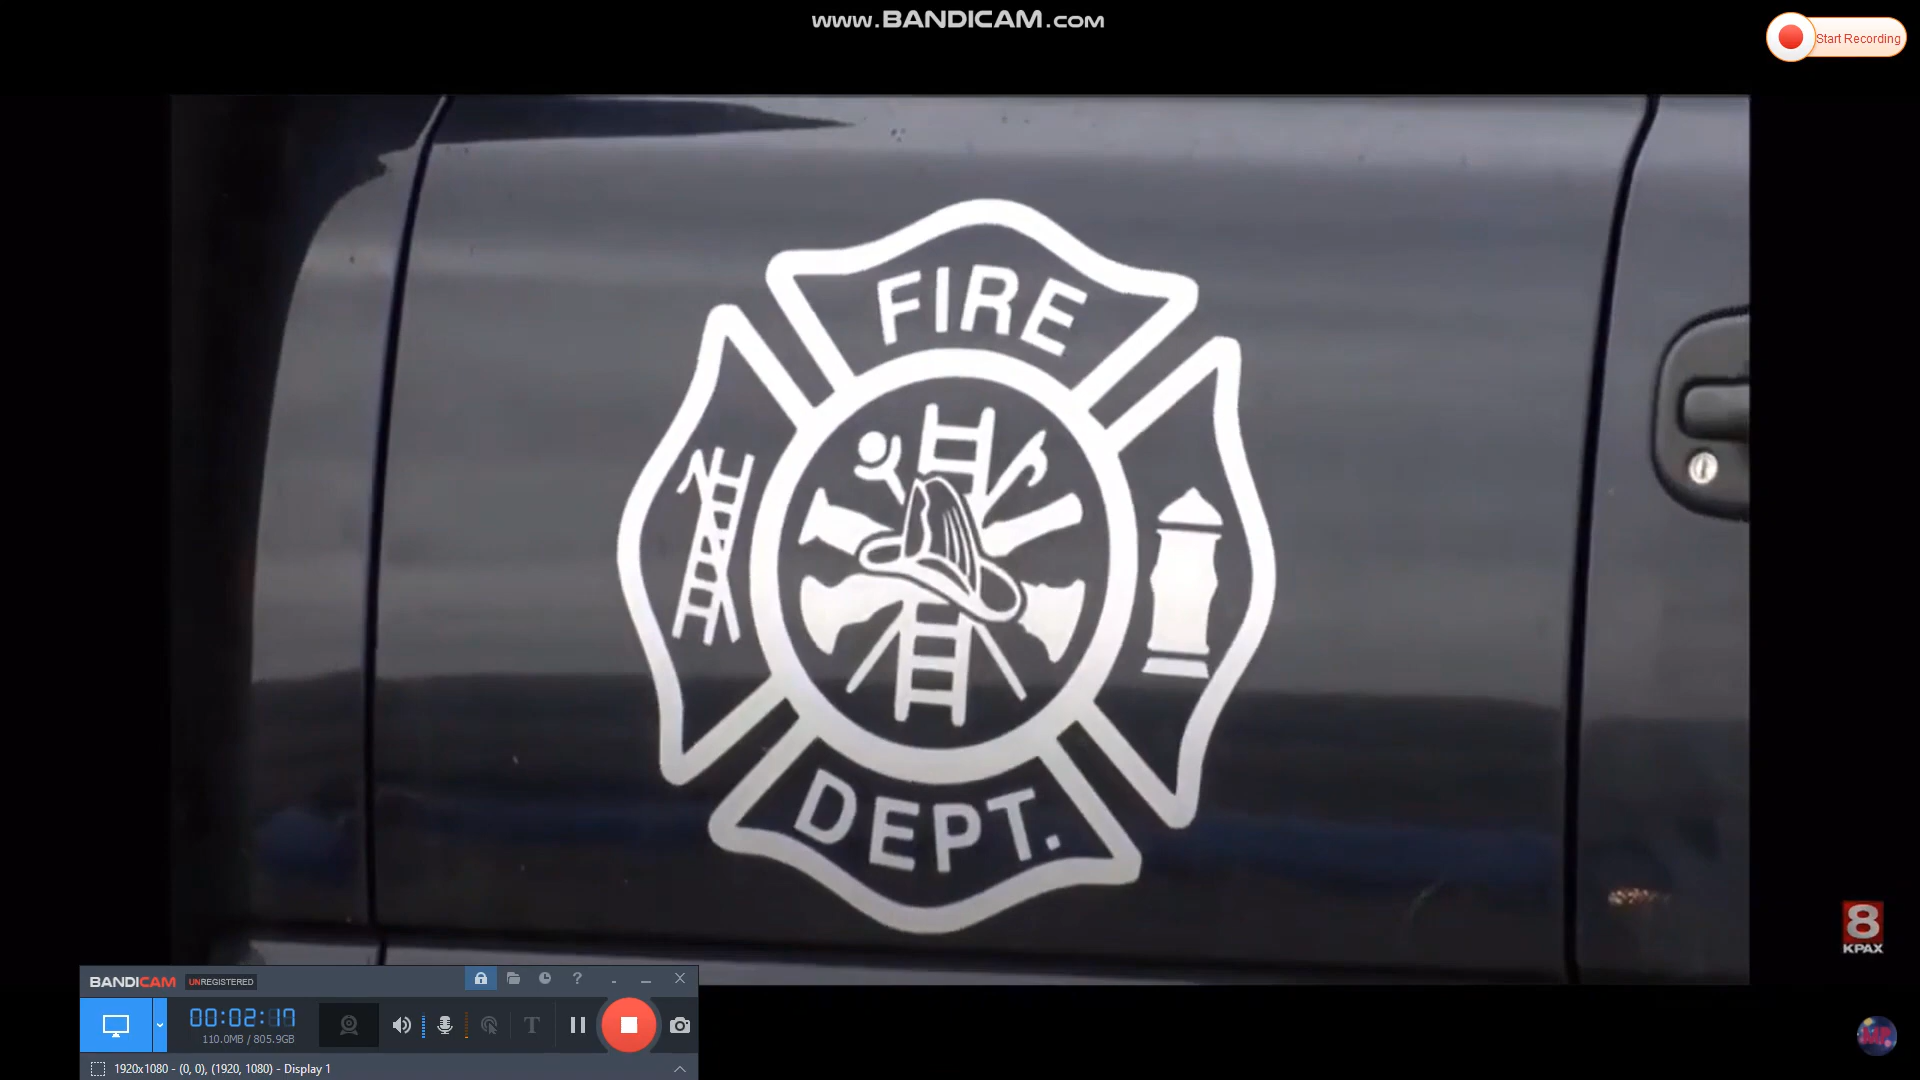 www.BANDICAM.com
Start Recording
FIRE
DEPT.
8
KPAX
BANDICAM UNREGISTERED
00:02:17
110.0MB / 805.9GB
1920x1080 - (0, 0), (1920, 1080) - Display 1